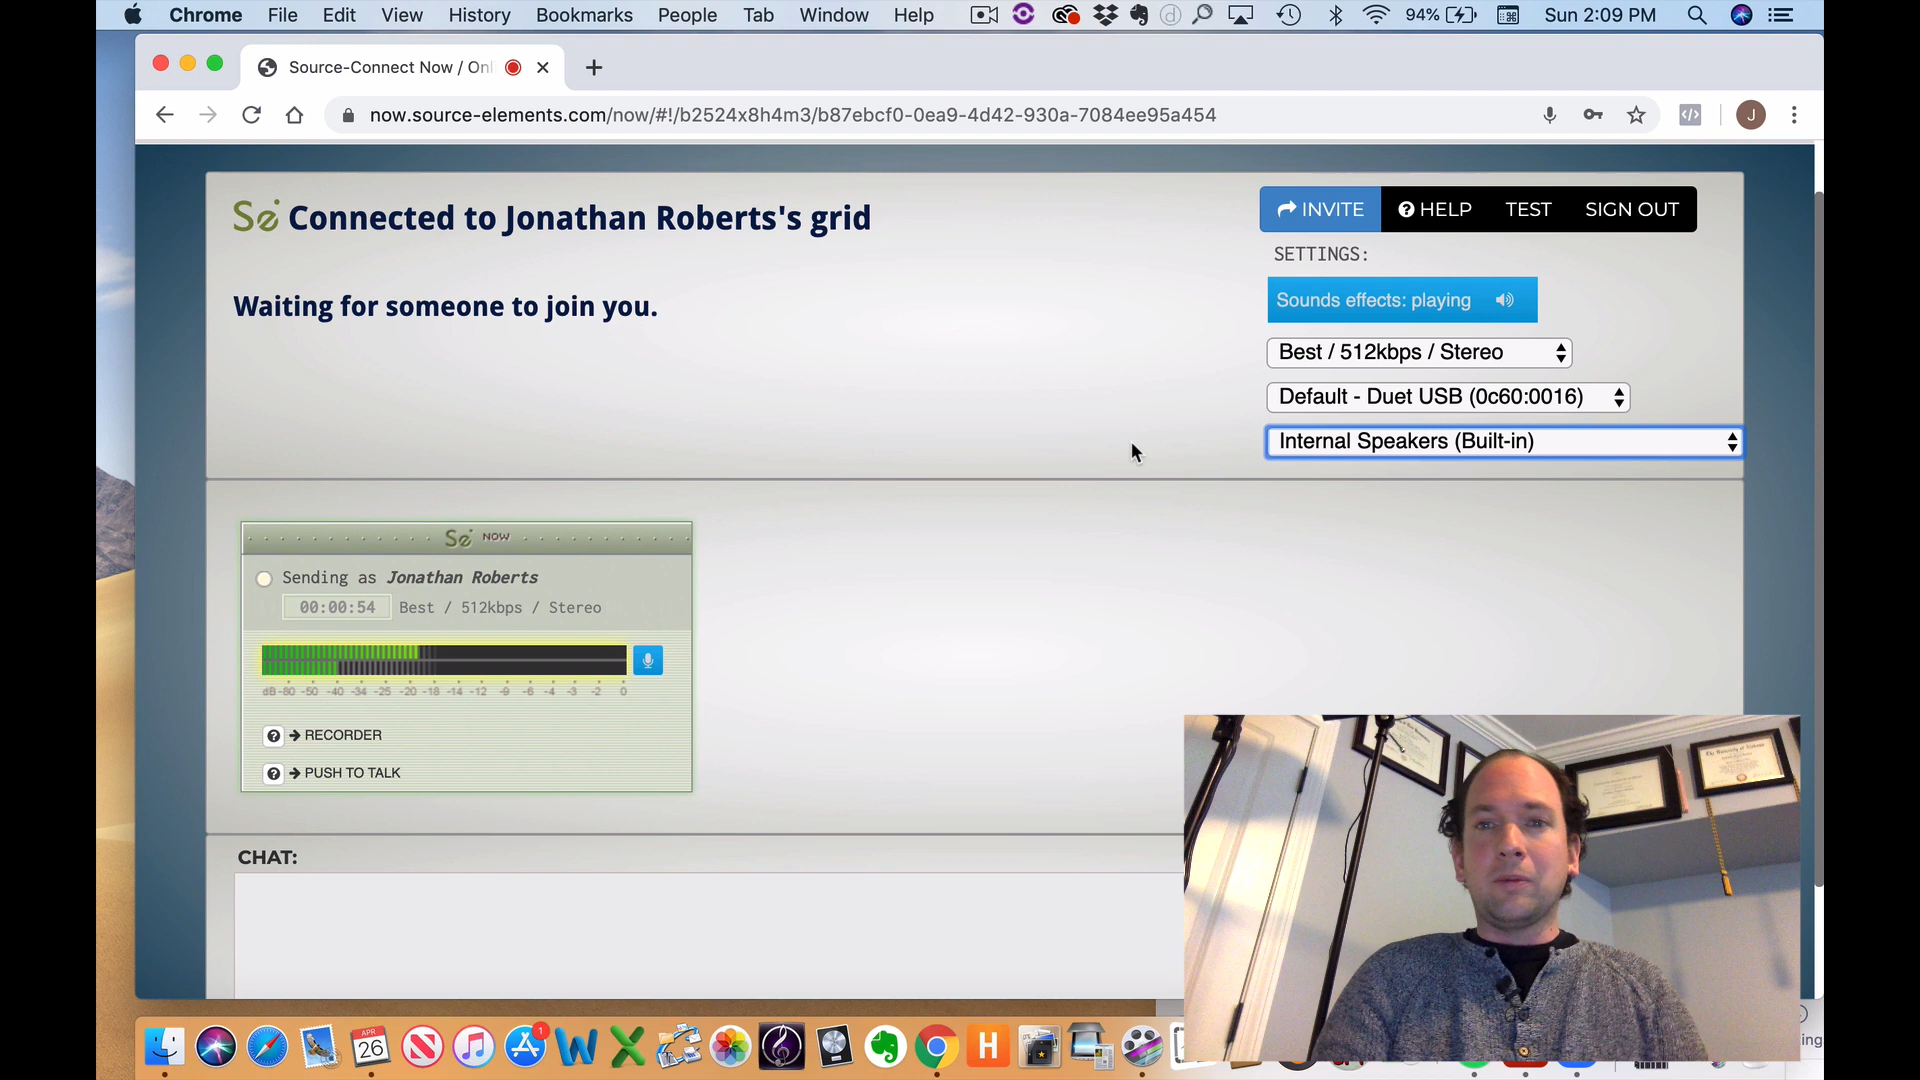 Chrome File Edit View History Bookmarks People Tab Window Help 94% Sun 2:09 PM
Source-Connect Now / Onl
now.source-elements.com/now/#!/b2524x8h4m3/b87ebcf0-0ea9-4d42-930a-7084ee95a454
J
Se Connected to Jonathan Roberts's grid
INVITE HELP TEST SIGN OUT
SETTINGS:
Waiting for someone to join you.
Sounds effects: playing
Best / 512kbps / Stereo
Default - Duet USB (0c60:0016)
Internal Speakers (Built-in)
Se NOW
Sending as Jonathan Roberts
00:00:54 Best / 512kbps / Stereo
dB -80 -50 -40 -34 -25 -20 -18 -14 -12 -9 -6 -4 -3 -2 0
? → RECORDER
? → PUSH TO TALK
CHAT:
APR
26
1
H